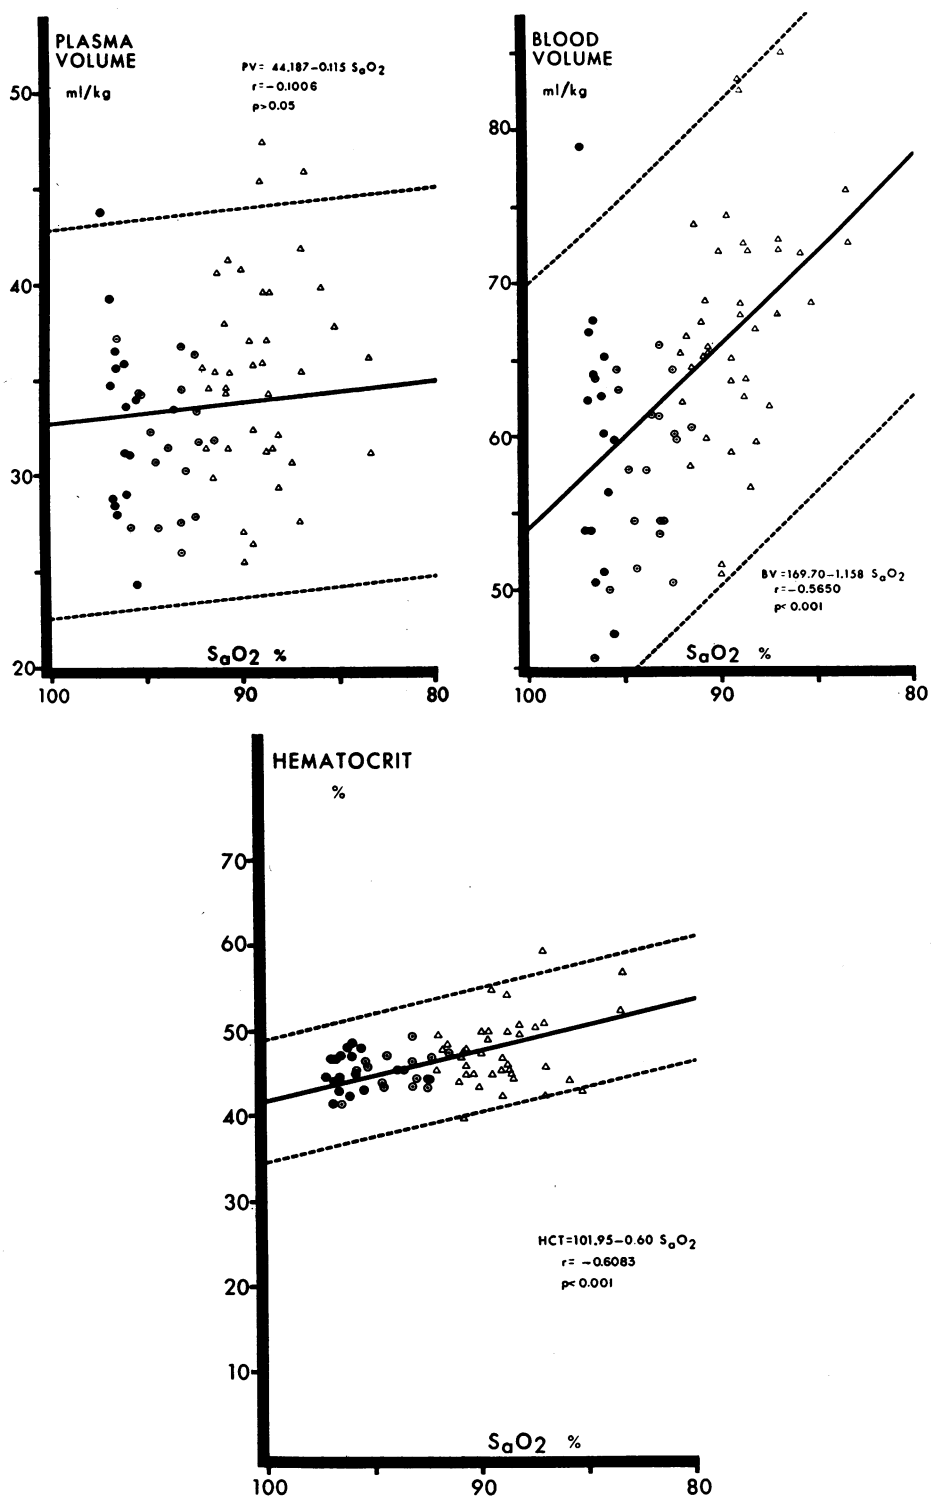 PLASMA
VOLUME
ml/kg
PV= 44.187-0.115 SaO2
r=-0.1006
p>0.05
50
40
30
20
SaO2 %
100
90
80
BLOOD
VOLUME
ml/kg
80
70
60
50
BV=169.70-1.158 SaO2
r=-0.5650
p<0.001
SaO2 %
100
90
80
HEMATOCRIT
%
70
60
50
40
30
20
10
HCT=101.95-0.60 SaO2
r= -0.6083
p<0.001
SaO2 %
100
90
80